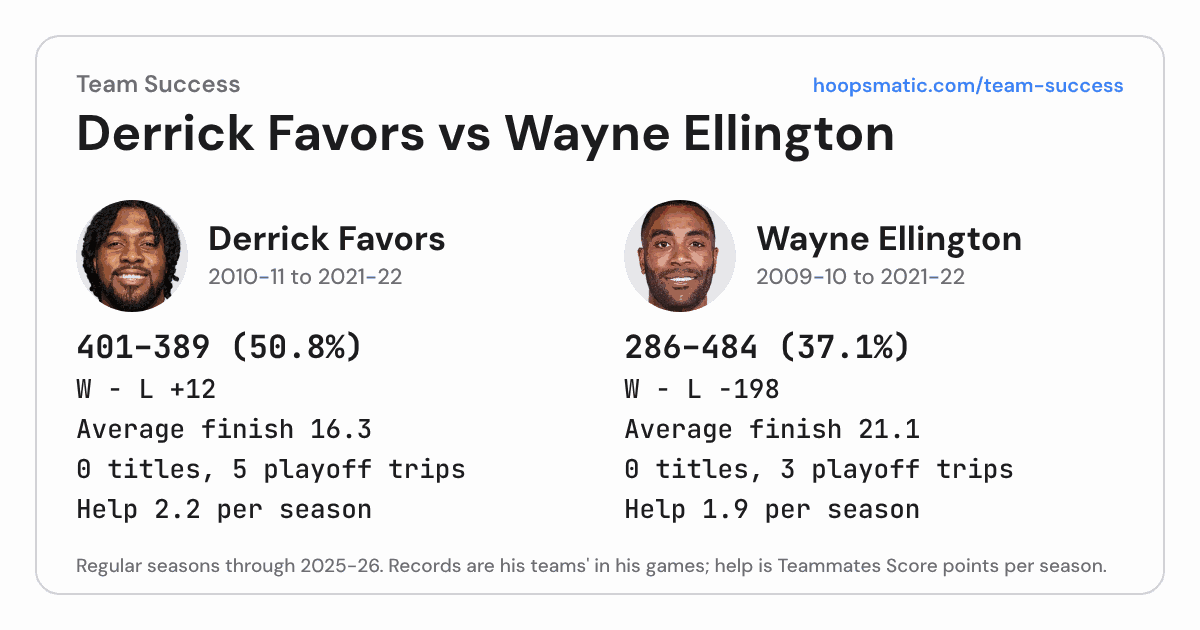 Team Success
hoopsmatic.com/team-success
Derrick Favors vs Wayne Ellington
Derrick Favors
2010-11 to 2021-22
401-389 (50.8%)
W - L +12
Average finish 16.3
0 titles, 5 playoff trips
Help 2.2 per season
Wayne Ellington
2009-10 to 2021-22
286-484 (37.1%)
W - L -198
Average finish 21.1
0 titles, 3 playoff trips
Help 1.9 per season
Regular seasons through 2025-26. Records are his teams' in his games; help is Teammates Score points per season.